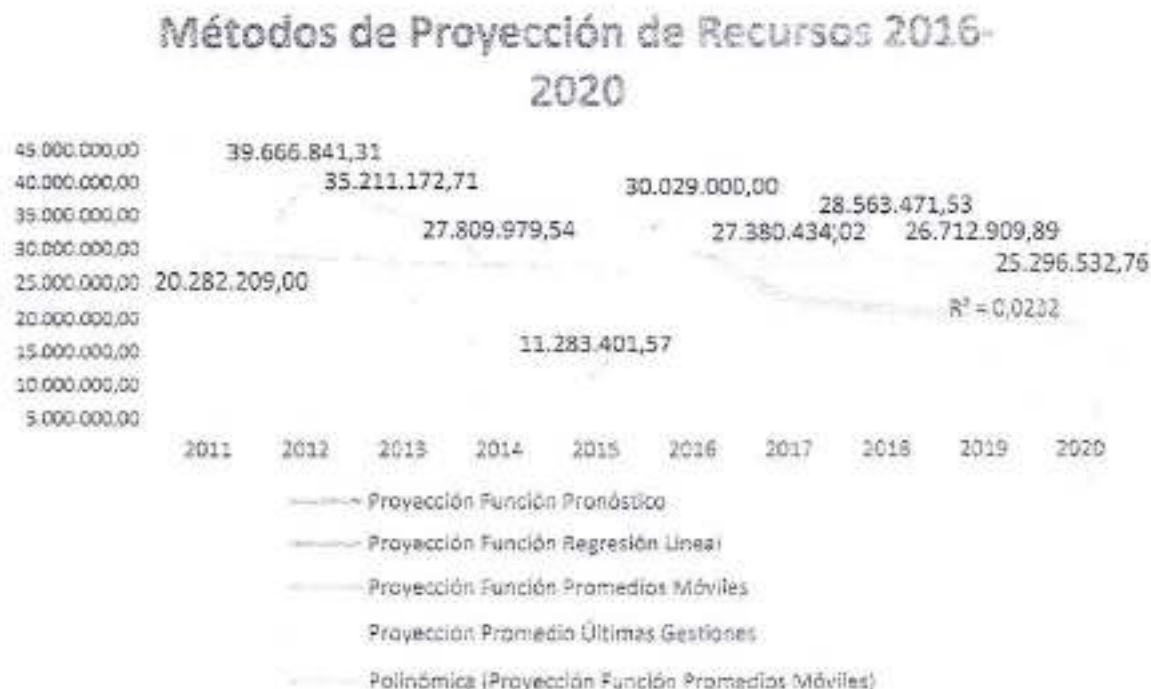 Métodos de Proyección de Recursos 2016-
2020
45.000.000,00
40.000.000,00
35.000.000,00
30.000.000,00
25.000.000,00
20.000.000,00
15.000.000,00
10.000.000,00
5.000.000,00
39.666.841,31
35.211.172,71
30.029.000,00
28.563.471,53
27.809.979,54
27.380.434,02
26.712.909,89
25.296.532,76
20.282.209,00
R² = 0,0232
11.283.401,57
2011 2012 2013 2014 2015 2016 2017 2018 2019 2020
Proyección Función Pronóstico
Proyección Función Regresión Lineal
Proyección Función Promedios Móviles
Proyección Promedio Últimas Gestiones
Polinómica (Proyección Función Promedios Móviles)